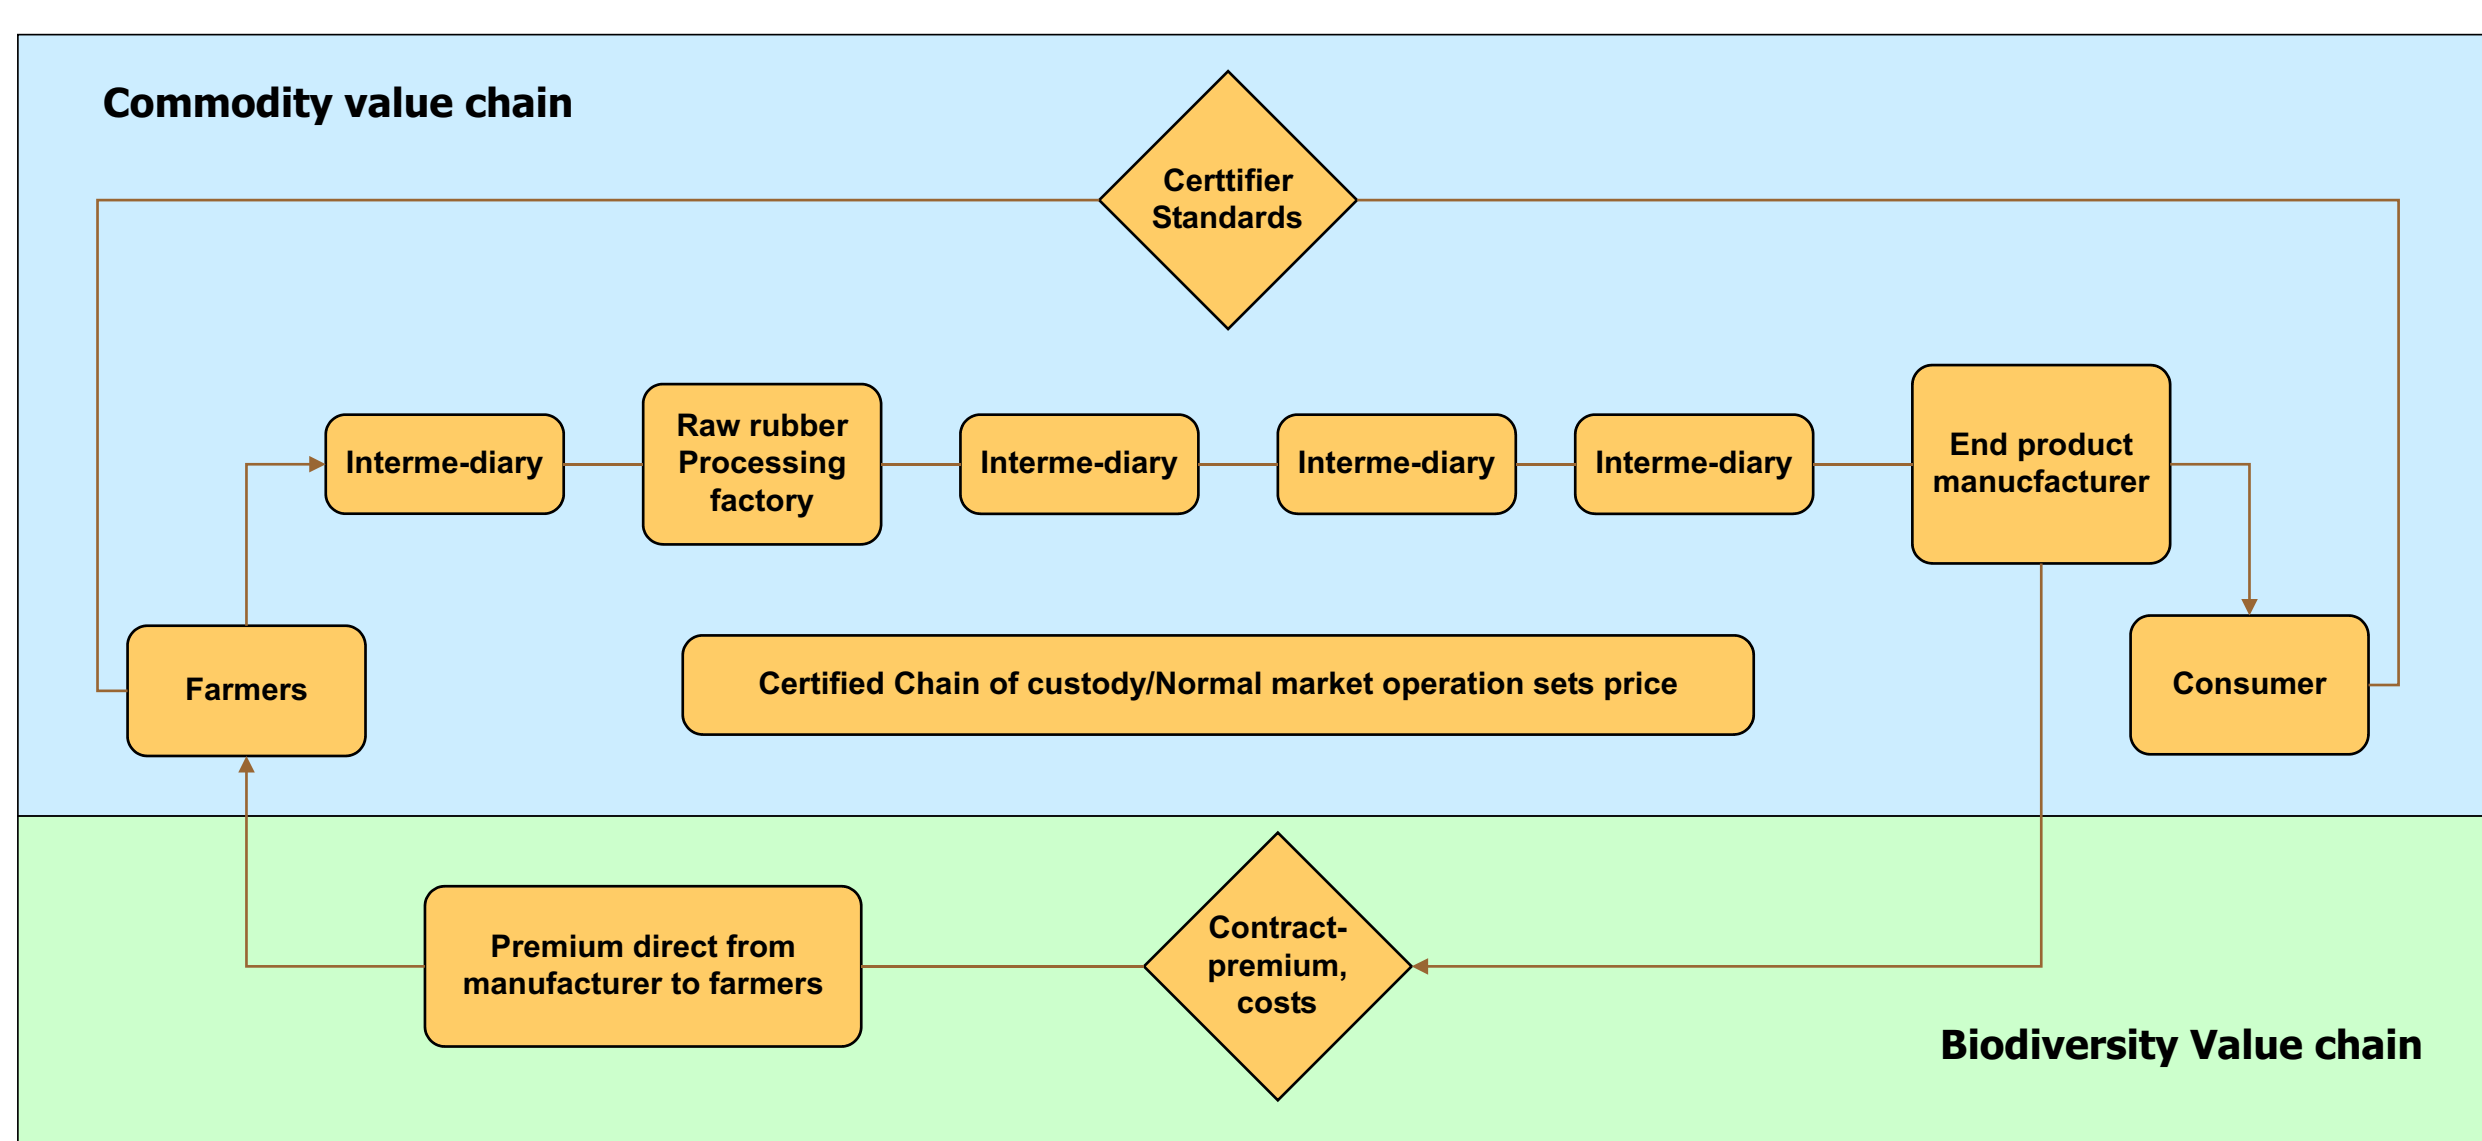 Commodity value chain
Certtifier
Standards
Interme-diary
Raw rubber
Processing
factory
Interme-diary
Interme-diary
Interme-diary
End product
manucfacturer
Farmers
Certified Chain of custody/Normal market operation sets price
Consumer
Premium direct from
manufacturer to farmers
Contract-
premium,
costs
Biodiversity Value chain